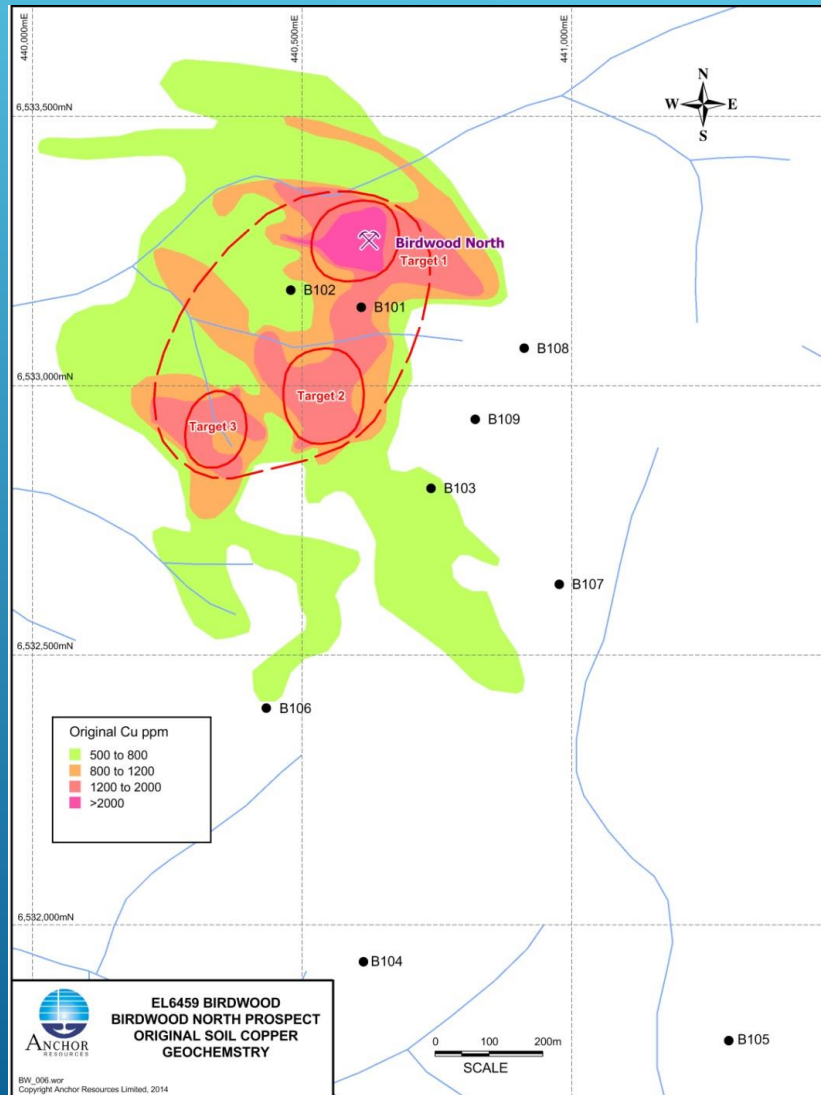 440,000mE
440,500mE
441,000mE
N
W E
S
6,533,500mN
Birdwood North
Target 1
B102
B101
B108
6,533,000mN
Target 2
B109
Target 3
B103
B107
6,532,500mN
B106
Original Cu ppm
500 to 800
800 to 1200
1200 to 2000
>2000
6,532,000mN
B104
B105
ANCHOR
RESOURCES
EL6459 BIRDWOOD
BIRDWOOD NORTH PROSPECT
ORIGINAL SOIL COPPER
GEOCHEMSTRY
0 100 200m
SCALE
BW_006.wor
Copyright Anchor Resources Limited, 2014